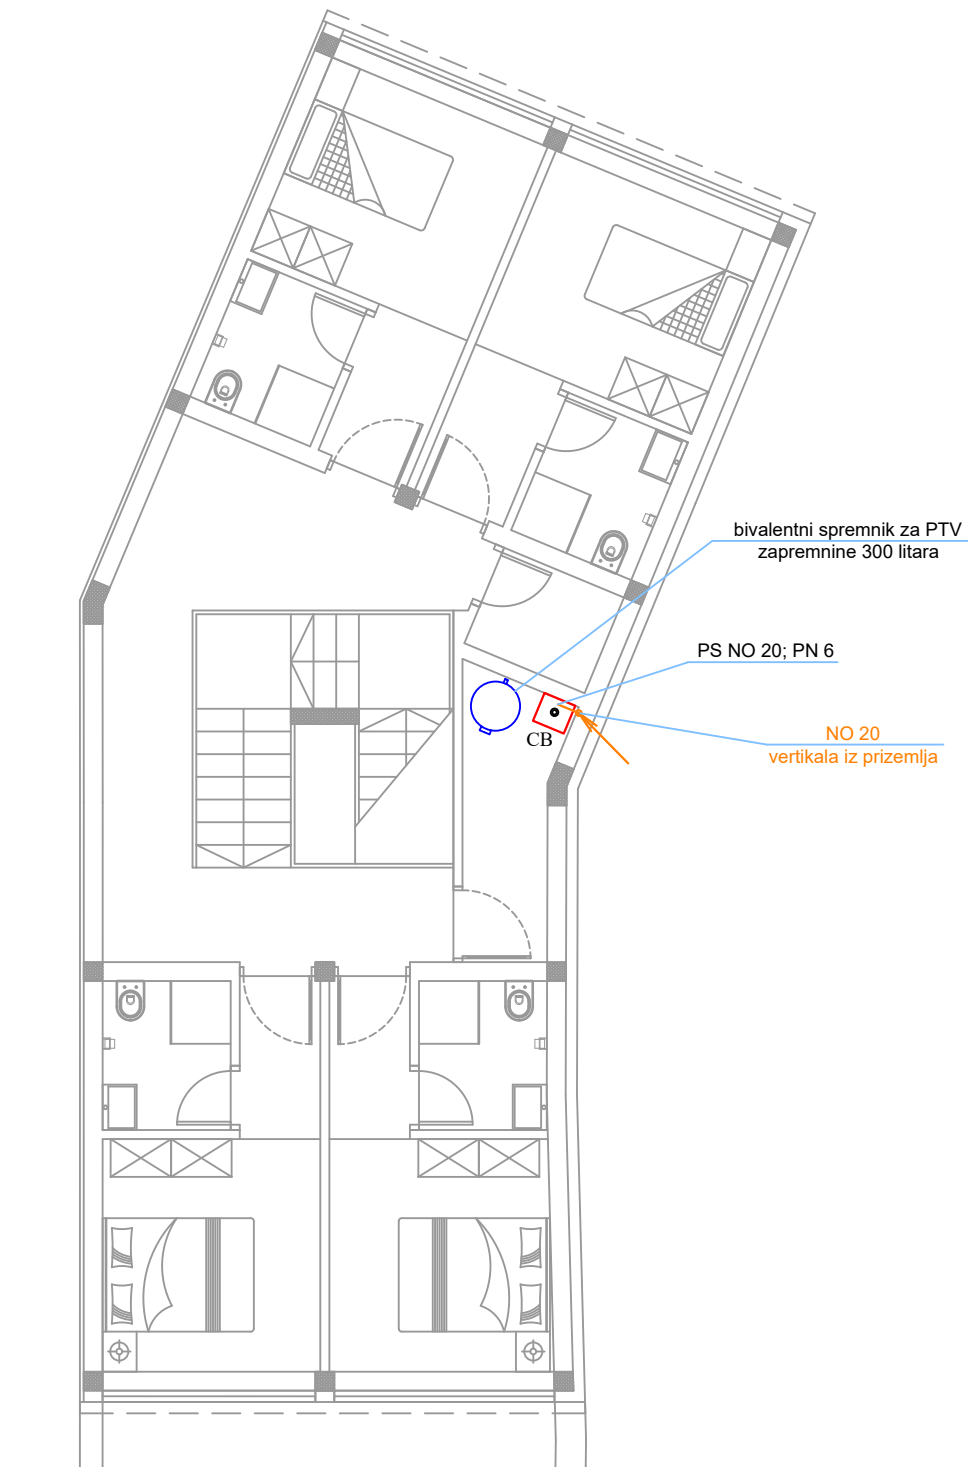 bivalentni spremnik za PTV
zapremnine 300 litara
PS NO 20; PN 6
CB
NO 20
vertikala iz prizemlja